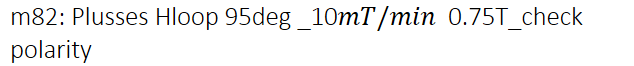 m82: Plusses Hloop 95deg _10mT/min 0.75T_check
polarity